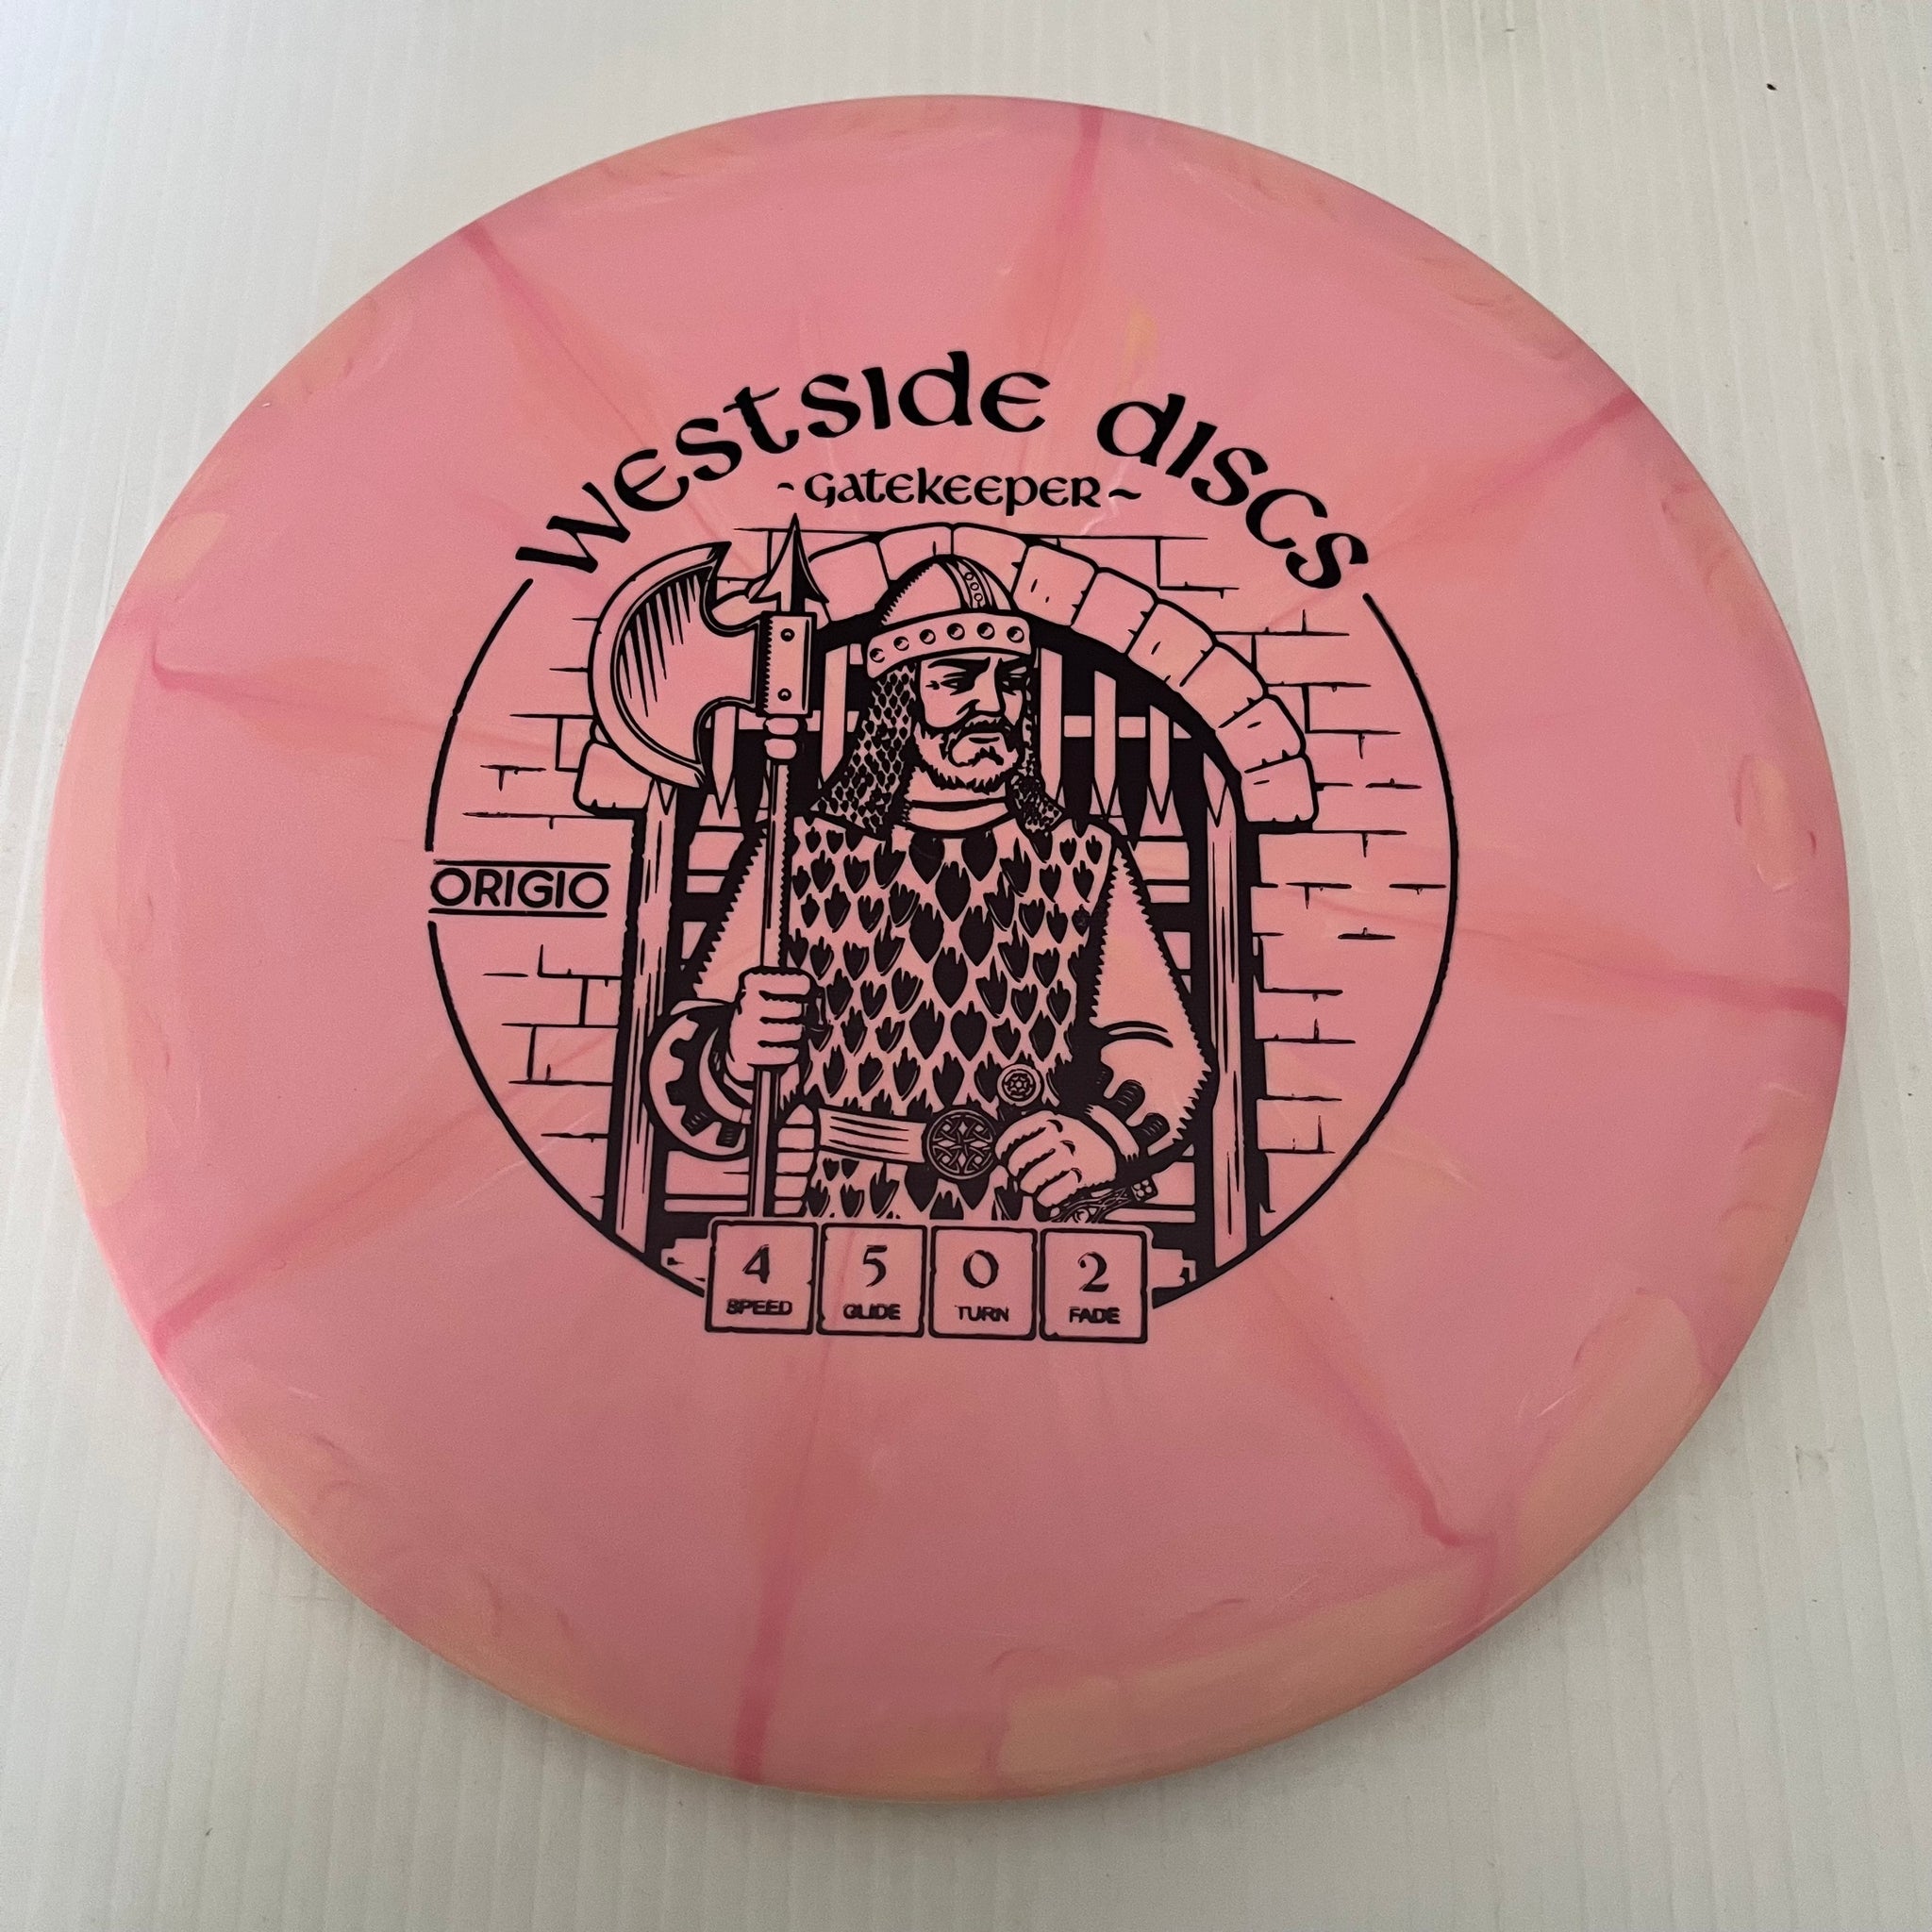 westside discs
~gatekeeper~
ORIGIO
4 5 0 2
SPEED GLIDE TURN FADE